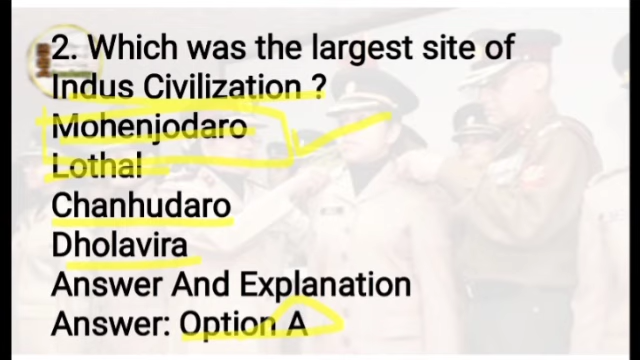 2. Which was the largest site of
Indus Civilization ?
Mohenjodaro
Lothal
Chanhudaro
Dholavira
Answer And Explanation
Answer: Option A